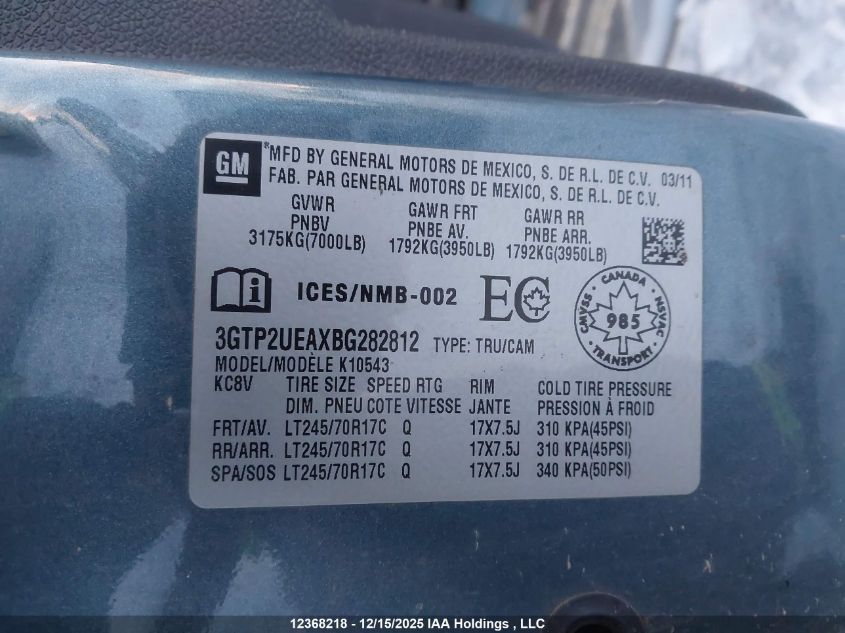 GM
*MFD BY GENERAL MOTORS DE MEXICO, S. DE R.L. DE C.V. 03/11
FAB. PAR GENERAL MOTORS DE MEXICO, S. DE R.L. DE C.V.
GVWR GAWR FRT GAWR RR
PNBV PNBE AV. PNBE ARR.
3175KG(7000LB) 1792KG(3950LB) 1792KG(3950LB)
i ICES/NMB-002 EC
CANADA
CMVSS 985 NSVAC
TRANSPORT
3GTP2UEAXBG282812 TYPE: TRU/CAM
MODEL/MODÈLE K10543
KC8V TIRE SIZE SPEED RTG RIM COLD TIRE PRESSURE
DIM. PNEU COTE VITESSE JANTE PRESSION À FROID
FRT/AV. LT245/70R17C Q 17X7.5J 310 KPA(45PSI)
RR/ARR. LT245/70R17C Q 17X7.5J 310 KPA(45PSI)
SPA/SOS LT245/70R17C Q 17X7.5J 340 KPA(50PSI)
12368218 - 12/15/2025 IAA Holdings , LLC